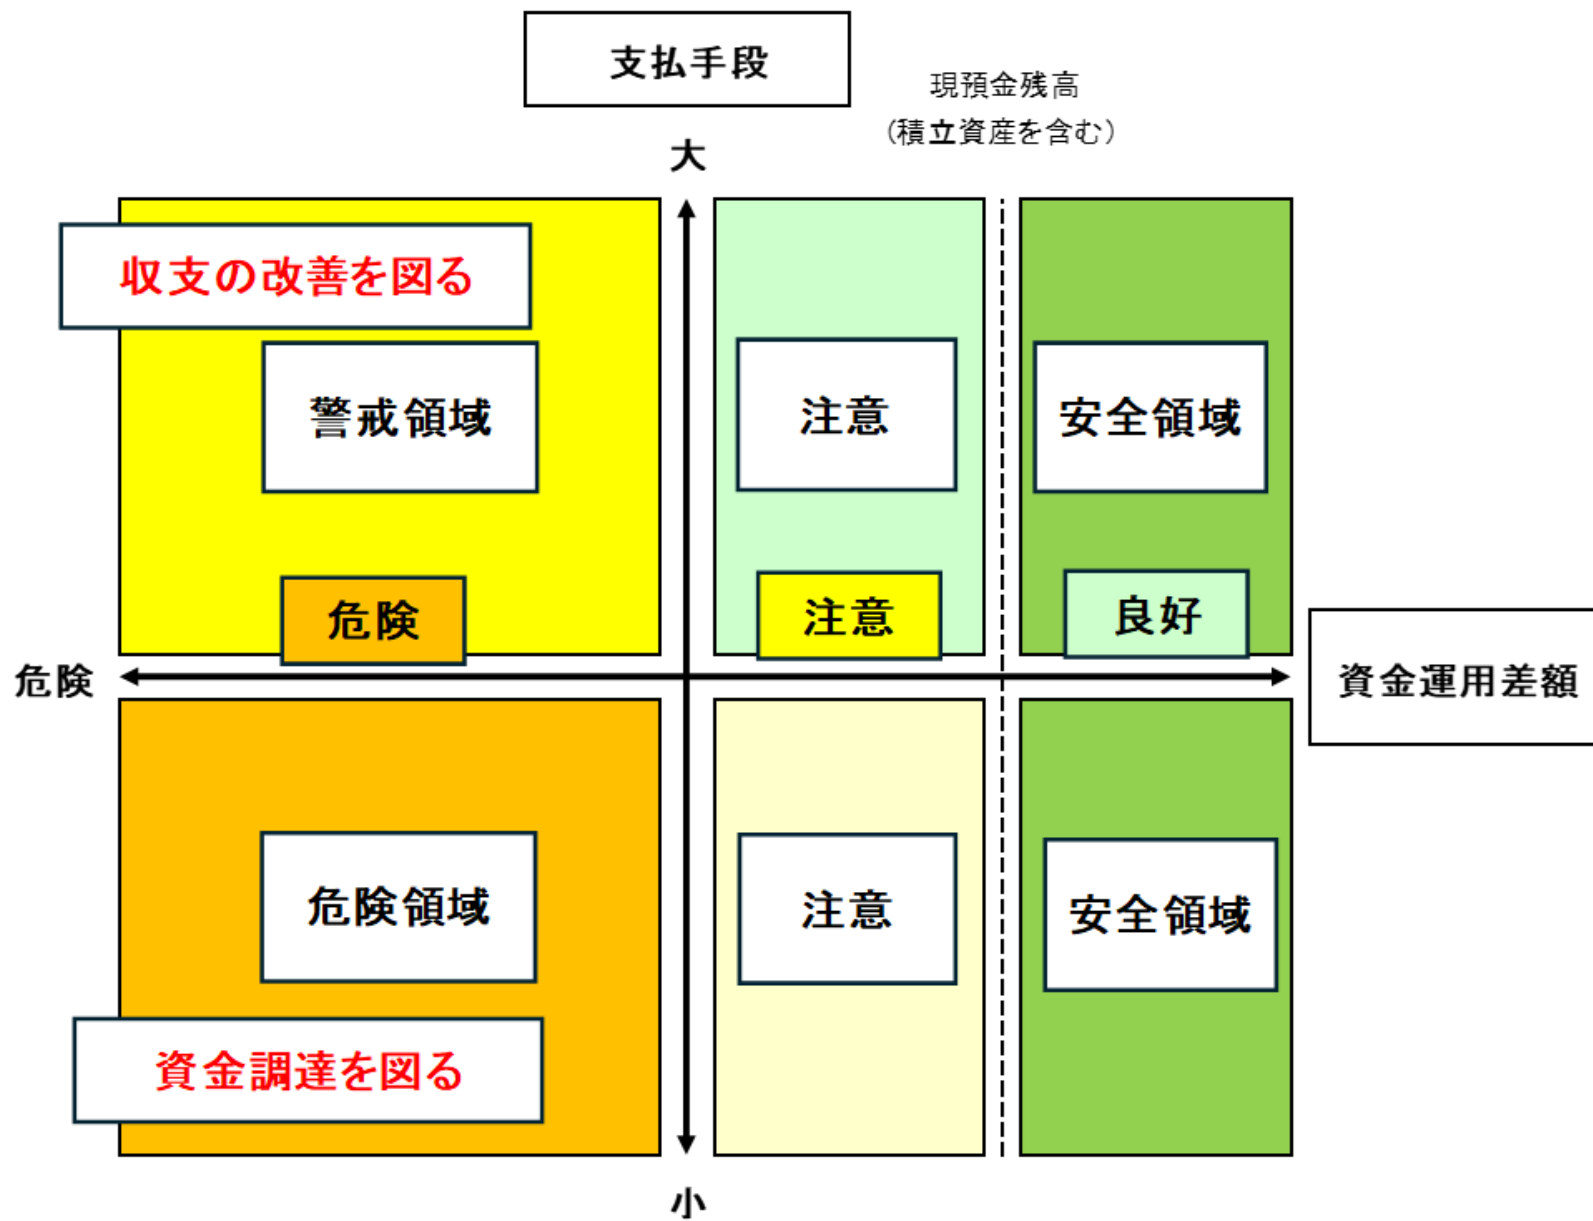 支払手段
現預金残高
（積立資産を含む）
大
収支の改善を図る
警戒領域
注意
安全領域
危険
注意
良好
危険
資金運用差額
危険領域
注意
安全領域
資金調達を図る
小